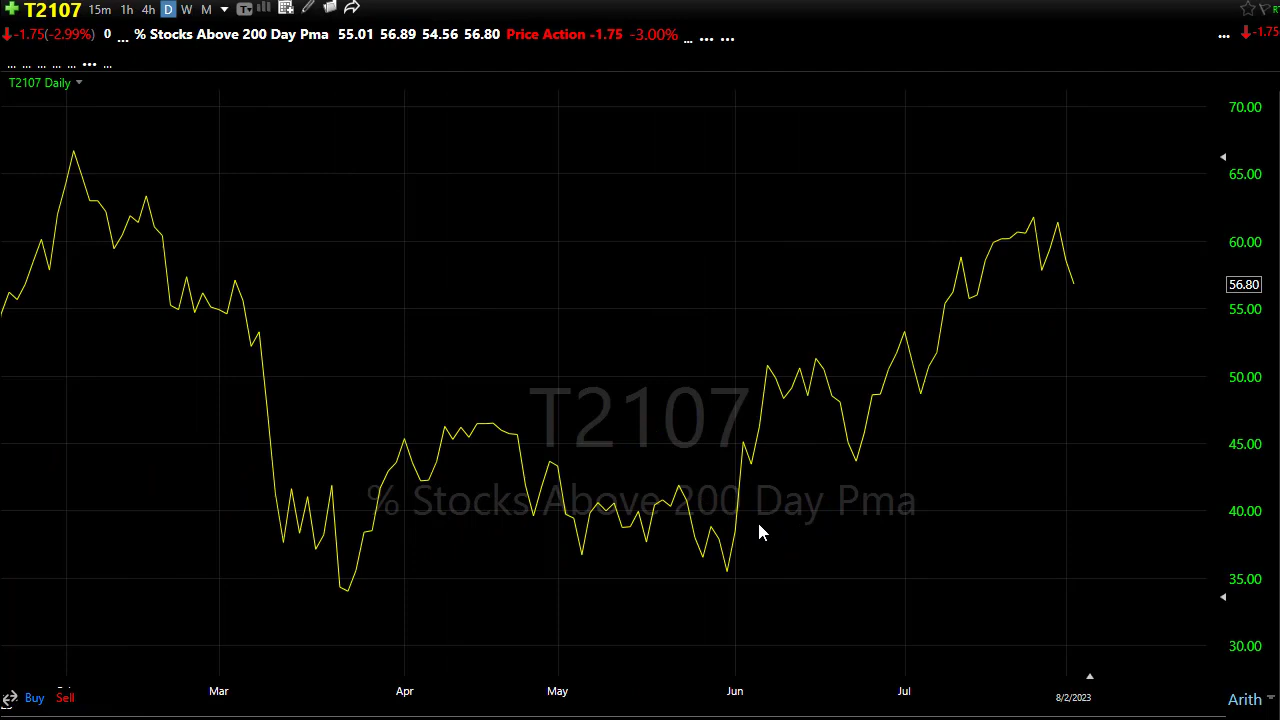 T2107 15m 1h 4h D W M
-1.75(-2.99%) 0 ... % Stocks Above 200 Day Pma 55.01 56.89 54.56 56.80 Price Action -1.75 -3.00% ... ... ... ... -1.75
... ... ... ... ... ... ...
T2107 Daily
70.00
65.00
60.00
56.80
55.00
50.00
T2107
45.00
% Stocks Above 200 Day Pma
40.00
35.00
30.00
Mar Apr May Jun Jul 8/2/2023
Buy Sell Arith